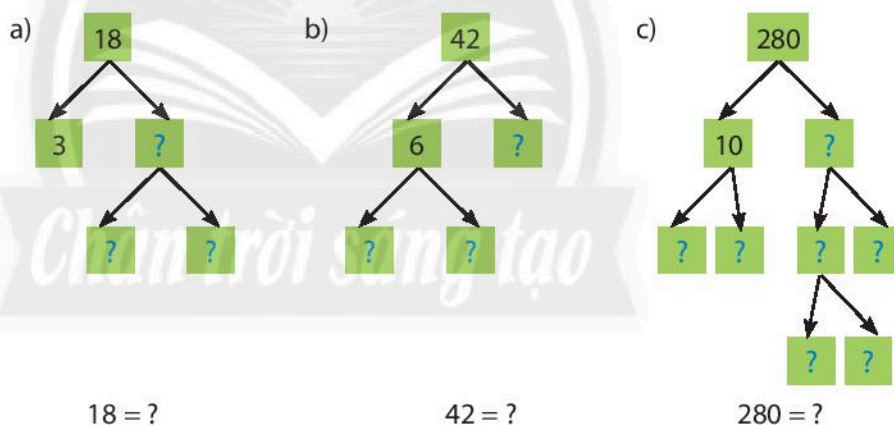 a) 18 b) 42 c) 280
3 ? 6 ? 10 ?
? ? ? ? ? ? ? ?
? ?
Chân trời sáng tạo
18 = ? 42 = ? 280 = ?